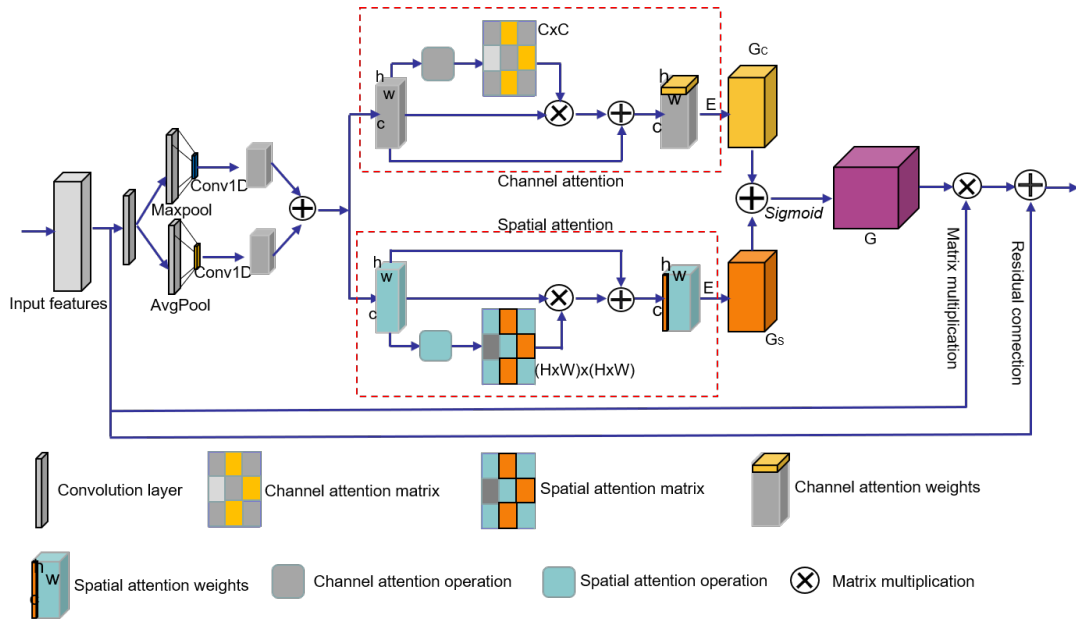 CxC
h
w
c
h
w
c
E
Gc
Channel attention
Maxpool
Conv1D
Conv1D
AvgPool
Input features
Spatial attention
h
w
c
(HxW)x(HxW)
h
W
c
E
Gs
Sigmoid
G
Matrix multiplication
Residual connection
Convolution layer
Channel attention matrix
Spatial attention matrix
Channel attention weights
h
W
c
Spatial attention weights
Channel attention operation
Spatial attention operation
Matrix multiplication